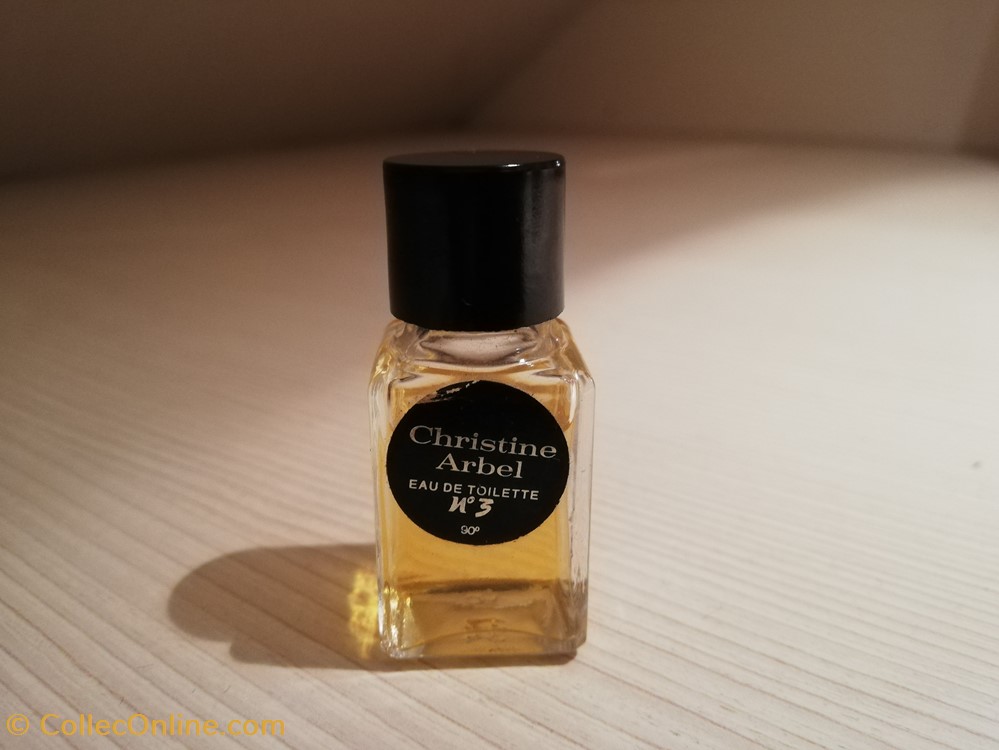 Christine
Arbel
EAU DE TOILETTE
N° 3
90°
© CollecOnline.com